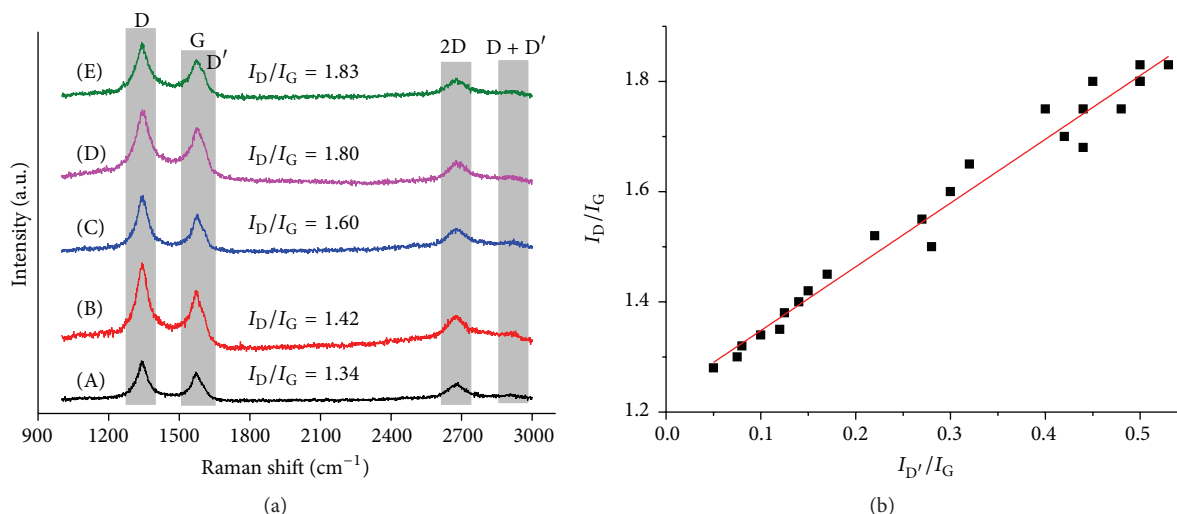 D
G
D′
2D
D + D′
(E)
I_D/I_G = 1.83
(D)
I_D/I_G = 1.80
(C)
I_D/I_G = 1.60
(B)
I_D/I_G = 1.42
(A)
I_D/I_G = 1.34
Intensity (a.u.)
900 1200 1500 1800 2100 2400 2700 3000
Raman shift (cm⁻¹)
(a)
1.8
1.6
1.4
1.2
I_D/I_G
0.0 0.1 0.2 0.3 0.4 0.5
I_D′/I_G
(b)